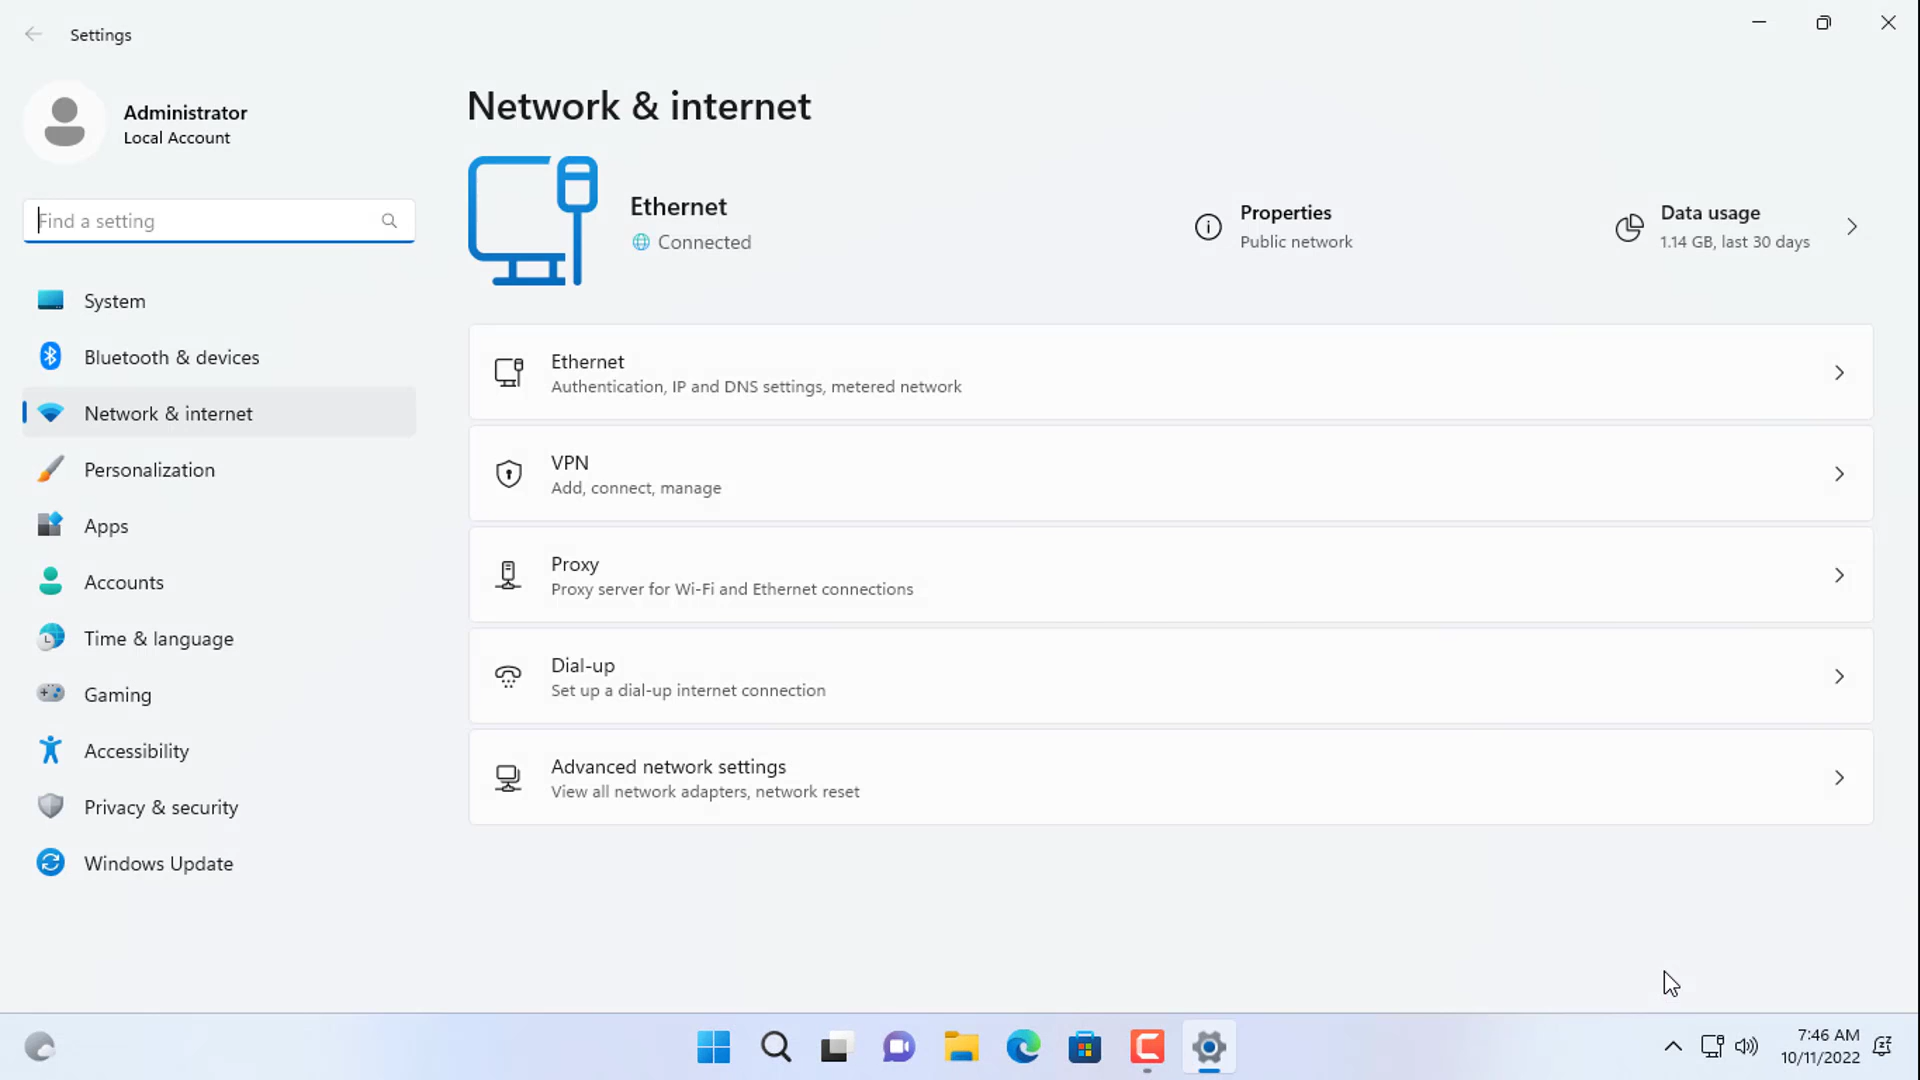 Settings
Administrator
Local Account
Find a setting
System
Bluetooth & devices
Network & internet
Personalization
Apps
Accounts
Time & language
Gaming
Accessibility
Privacy & security
Windows Update
Network & internet
Ethernet
Connected
Properties
Public network
Data usage
1.14 GB, last 30 days
Ethernet
Authentication, IP and DNS settings, metered network
VPN
Add, connect, manage
Proxy
Proxy server for Wi-Fi and Ethernet connections
Dial-up
Set up a dial-up internet connection
Advanced network settings
View all network adapters, network reset
7:46 AM
10/11/2022